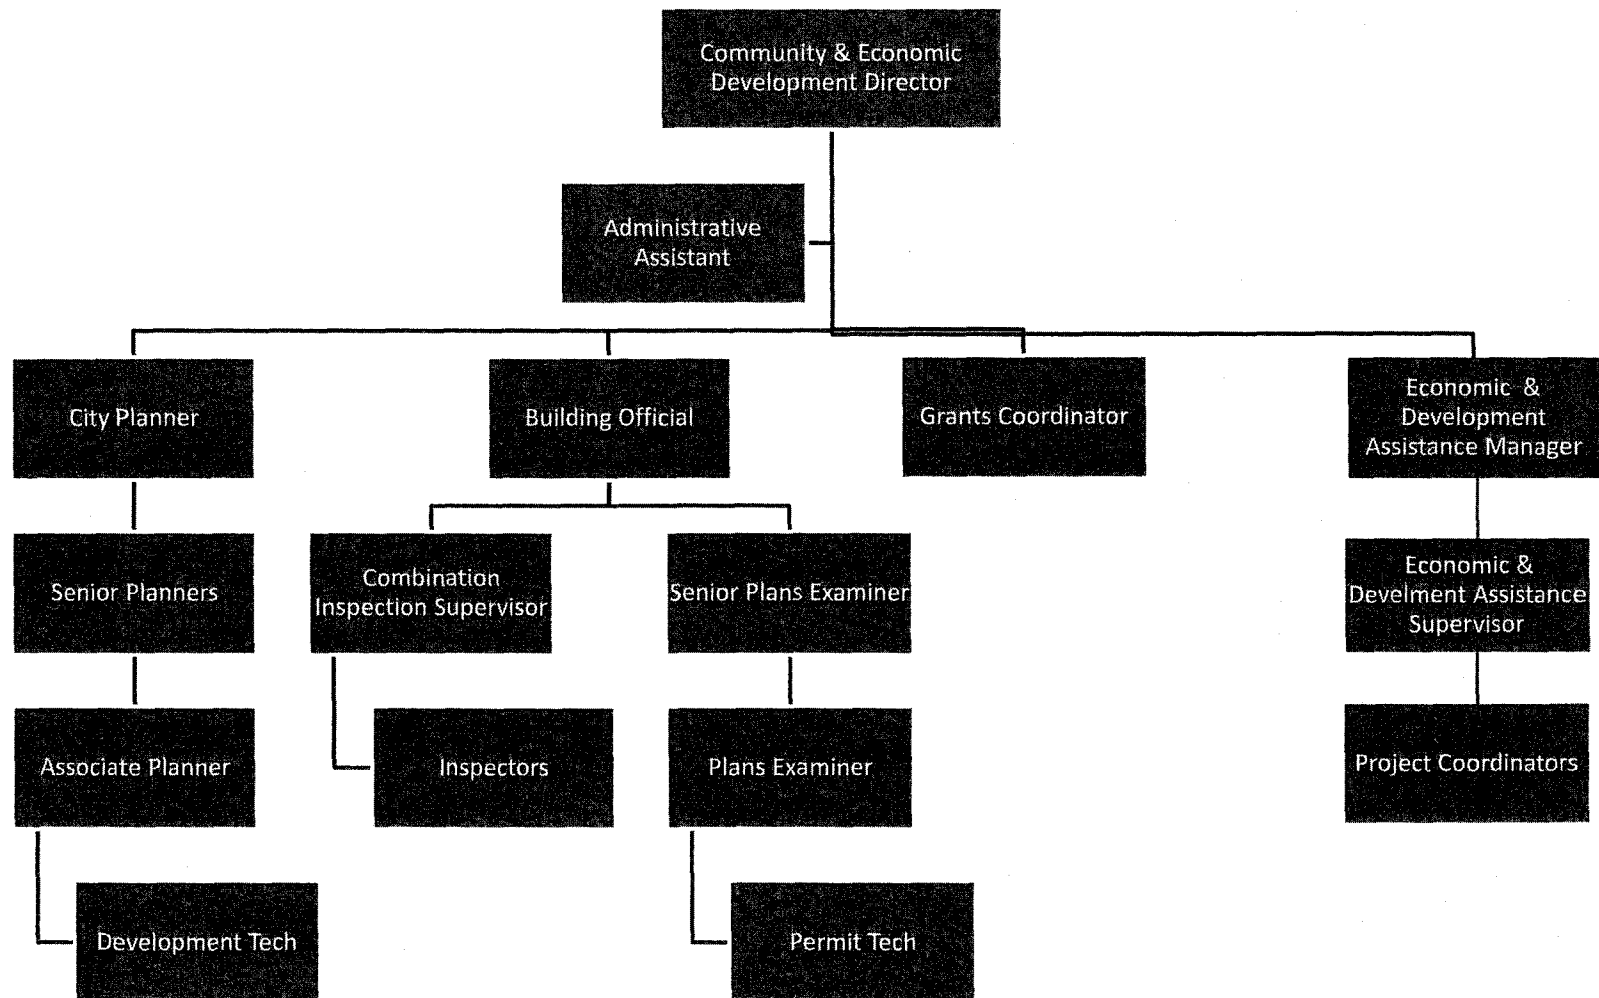 Community & Economic
Development Director
Administrative
Assistant
City Planner
Building Official
Grants Coordinator
Economic &
Development
Assistance Manager
Senior Planners
Combination
Inspection Supervisor
Senior Plans Examiner
Economic &
Develment Assistance
Supervisor
Associate Planner
Inspectors
Plans Examiner
Project Coordinators
Development Tech
Permit Tech